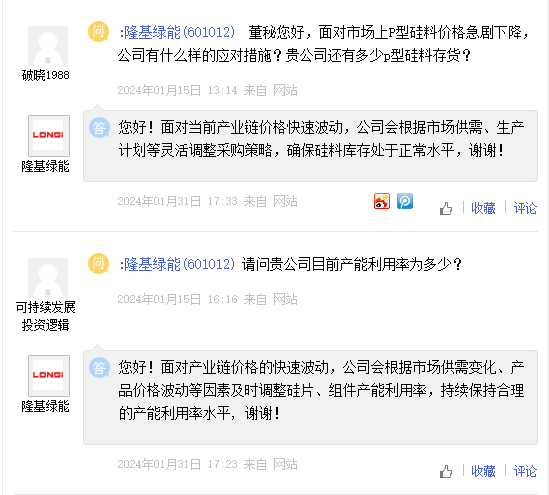 问 :隆基绿能(601012) 董秘您好，面对市场上P型硅料价格急剧下降，
公司有什么样的应对措施？贵公司还有多少p型硅料存货？
破晓1988
2024年01月15日 13:14 来自 网站
LONGi
隆基绿能
答 您好！面对当前产业链价格快速波动，公司会根据市场供需、生产
计划等灵活调整采购策略，确保硅料库存处于正常水平，谢谢！
2024年01月31日 17:33 来自 网站
收藏 评论
问 :隆基绿能(601012) 请问贵公司目前产能利用率为多少？
可持续发展
投资逻辑
2024年01月15日 16:16 来自 网站
LONGi
隆基绿能
答 您好！面对产业链价格的快速波动，公司会根据市场供需变化、产
品价格波动等因素及时调整硅片、组件产能利用率，持续保持合理
的产能利用率水平，谢谢！
2024年01月31日 17:23 来自 网站
收藏 评论